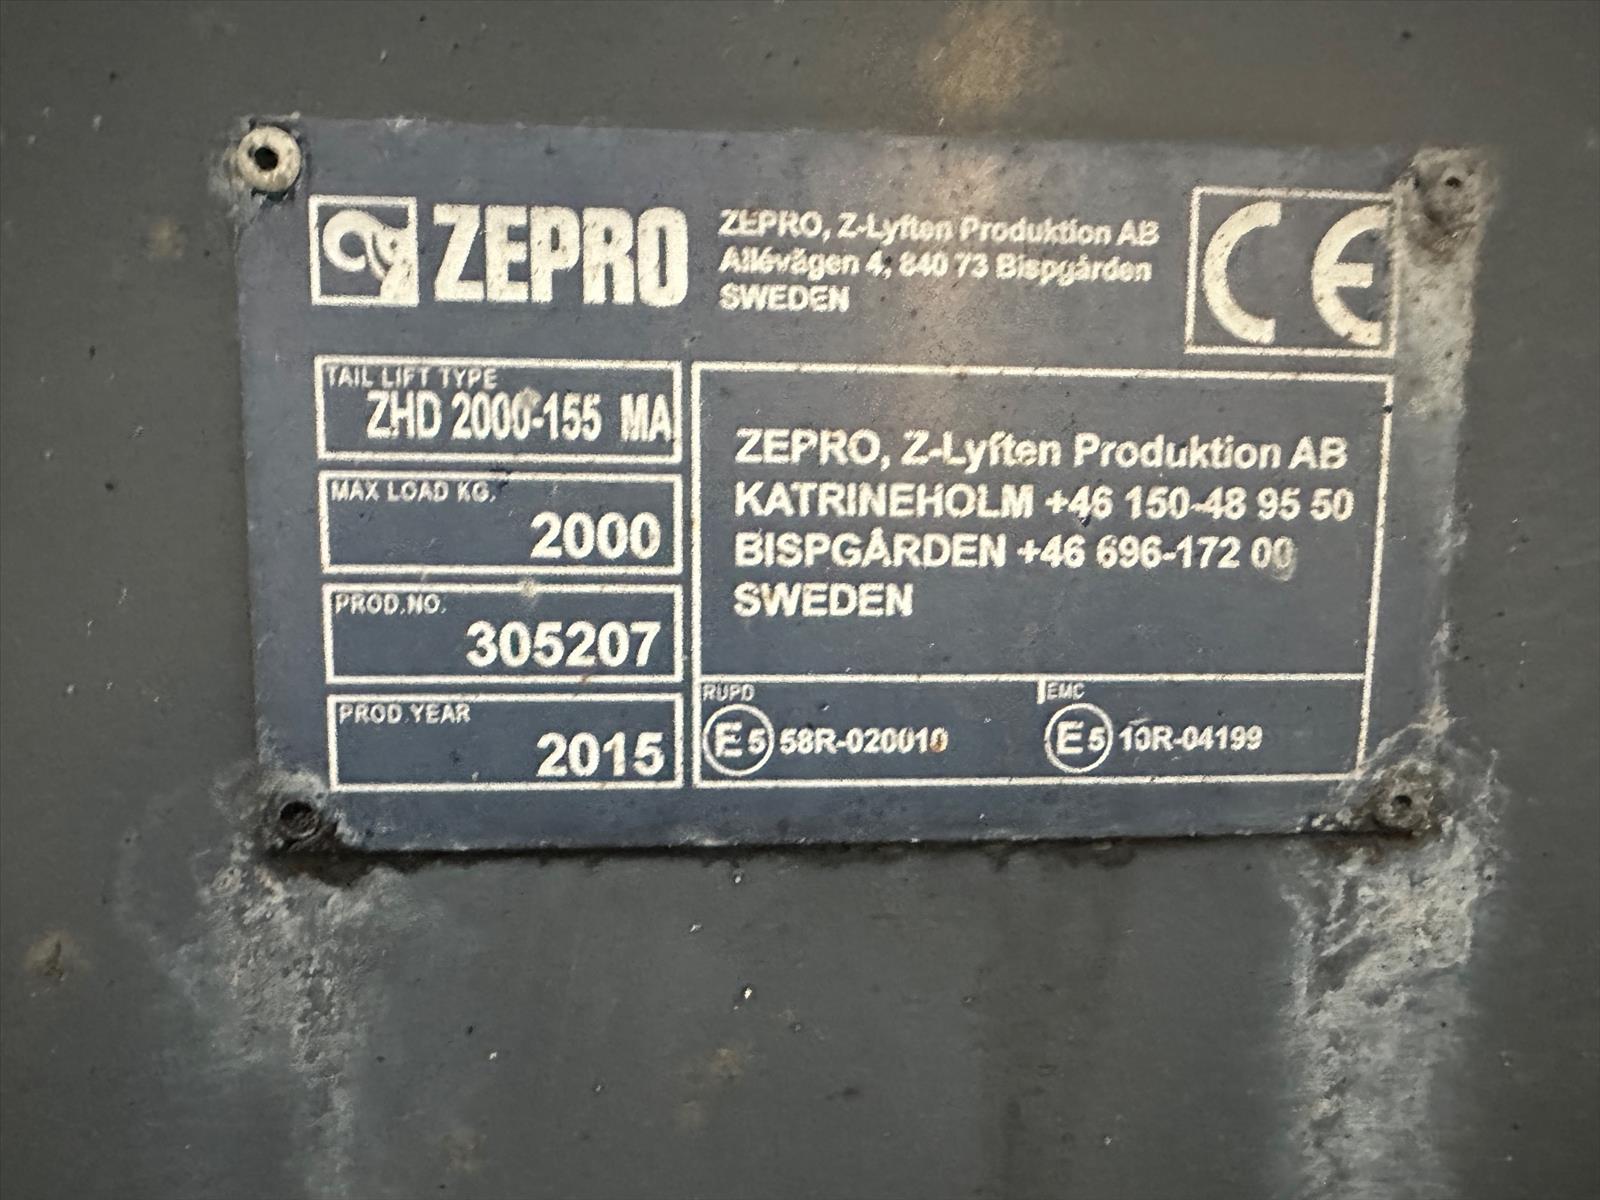 ZEPRO
ZEPRO, Z-Lyften Produktion AB
Allévägen 4, 840 73 Bispgården
SWEDEN
CE
TAIL LIFT TYPE
ZHD 2000-155 MA
MAX LOAD KG.
2000
PROD.NO.
305207
PROD.YEAR
2015
ZEPRO, Z-Lyften Produktion AB
KATRINEHOLM +46 150-48 95 50
BISPGÅRDEN +46 696-172 00
SWEDEN
RUPD
E5 58R-020010
EMC
E5 10R-04199